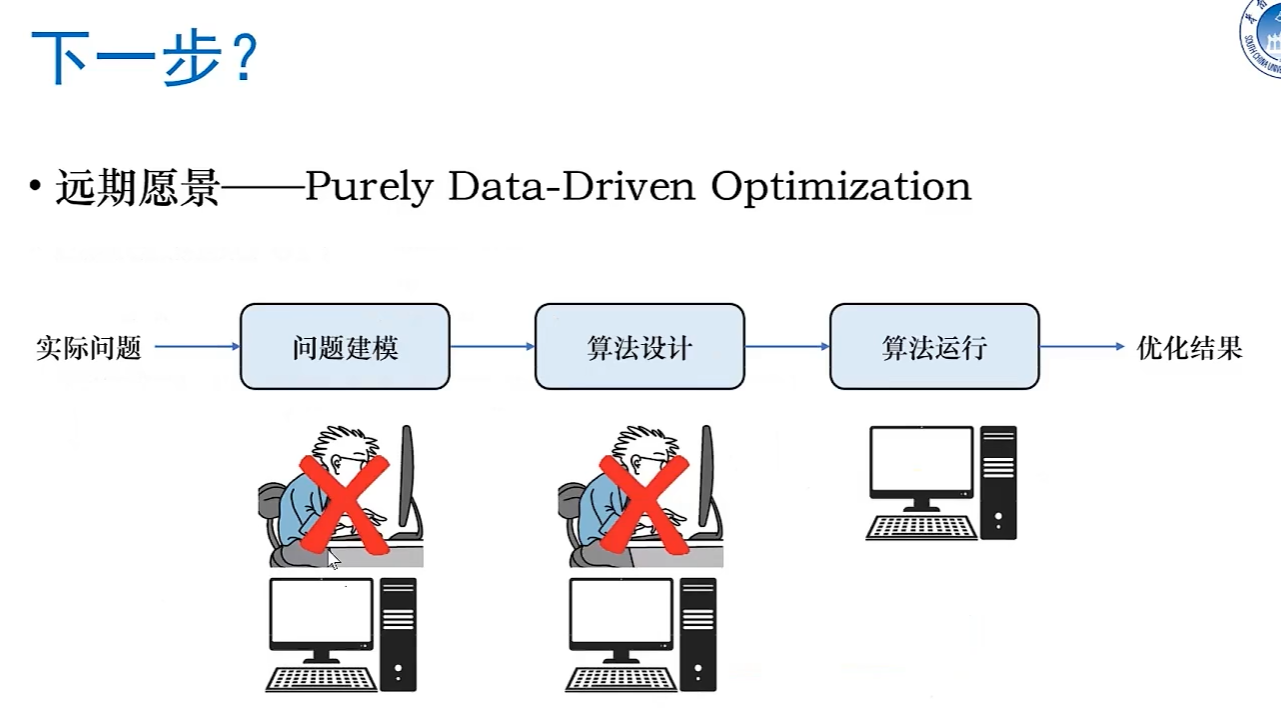 下一步？
• 远期愿景——Purely Data-Driven Optimization
实际问题
问题建模
算法设计
算法运行
优化结果